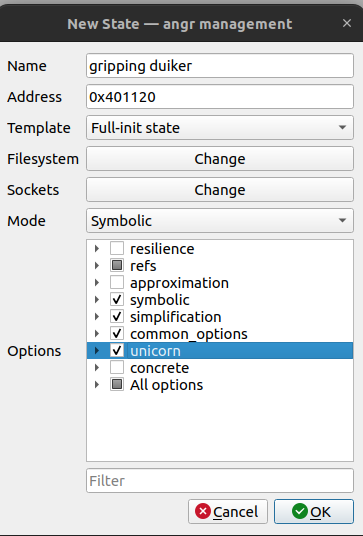 New State — angr management
Name gripping duiker
Address 0x401120
Template Full-init state
Filesystem Change
Sockets Change
Mode Symbolic
resilience
refs
approximation
symbolic
simplification
common_options
Options unicorn
concrete
All options
Filter
Cancel OK